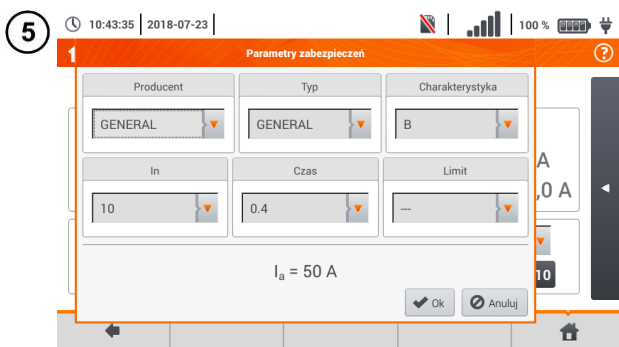 5
10:43:35 2018-07-23 100 %
Parametry zabezpieczeń ?
Producent Typ Charakterystyka
GENERAL GENERAL B
In Czas Limit
10 0.4 ---
A
,0 A
10
Ia = 50 A
Ok Anuluj